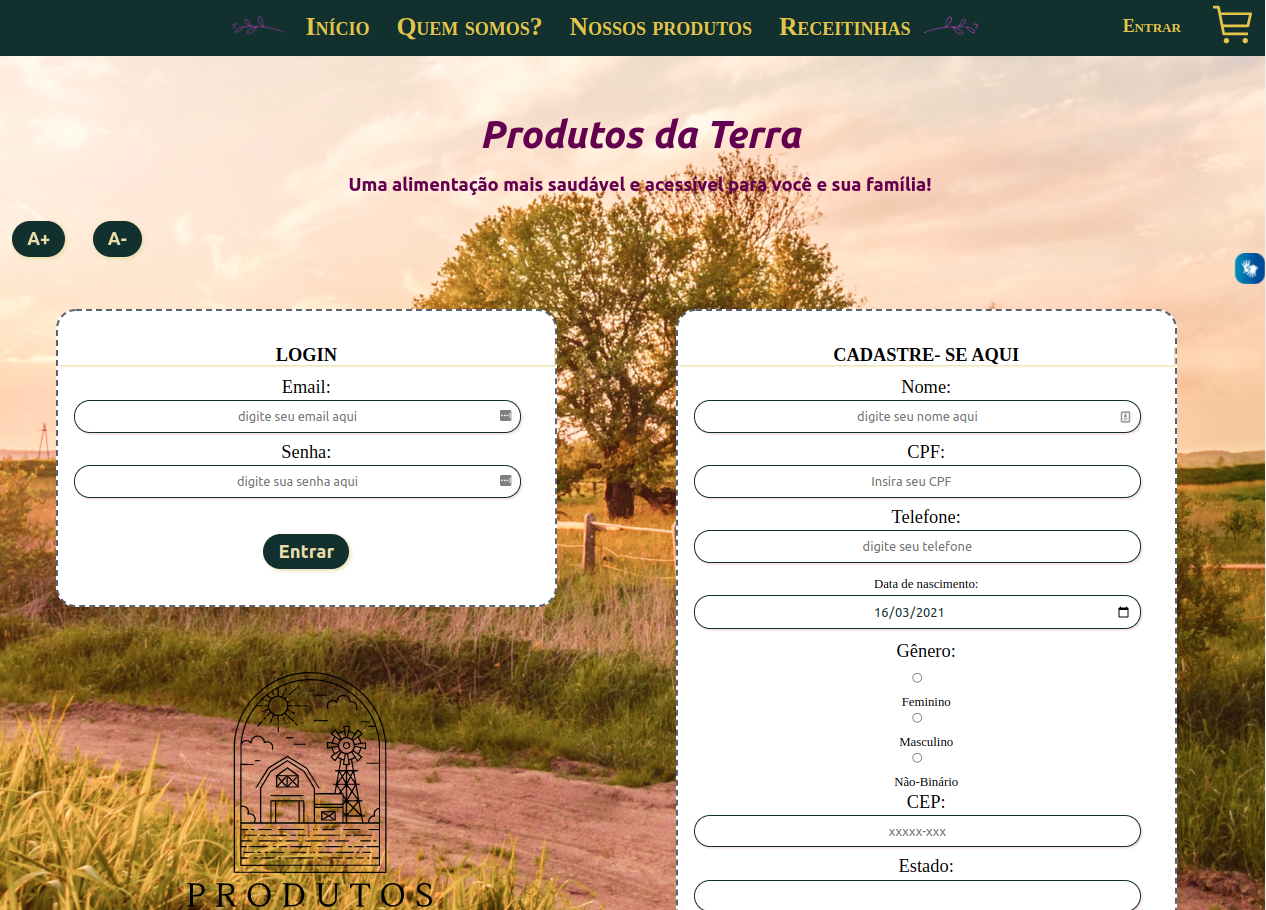 Início Quem somos? Nossos produtos Receitinhas Entrar
Produtos da Terra
Uma alimentação mais saudável e acessível para você e sua família!
A+ A-
LOGIN
Email:
digite seu email aqui
Senha:
digite sua senha aqui
Entrar
PRODUTOS
CADASTRE- SE AQUI
Nome:
digite seu nome aqui
CPF:
Insira seu CPF
Telefone:
digite seu telefone
Data de nascimento:
16/03/2021
Gênero:
Feminino
Masculino
Não-Binário
CEP:
xxxxx-xxx
Estado: